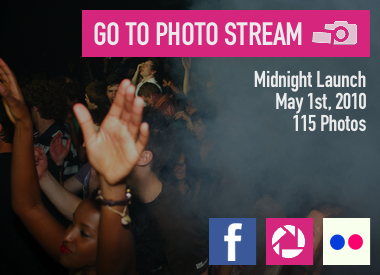 GO TO PHOTO STREAM
Midnight Launch
May 1st, 2010
115 Photos
f